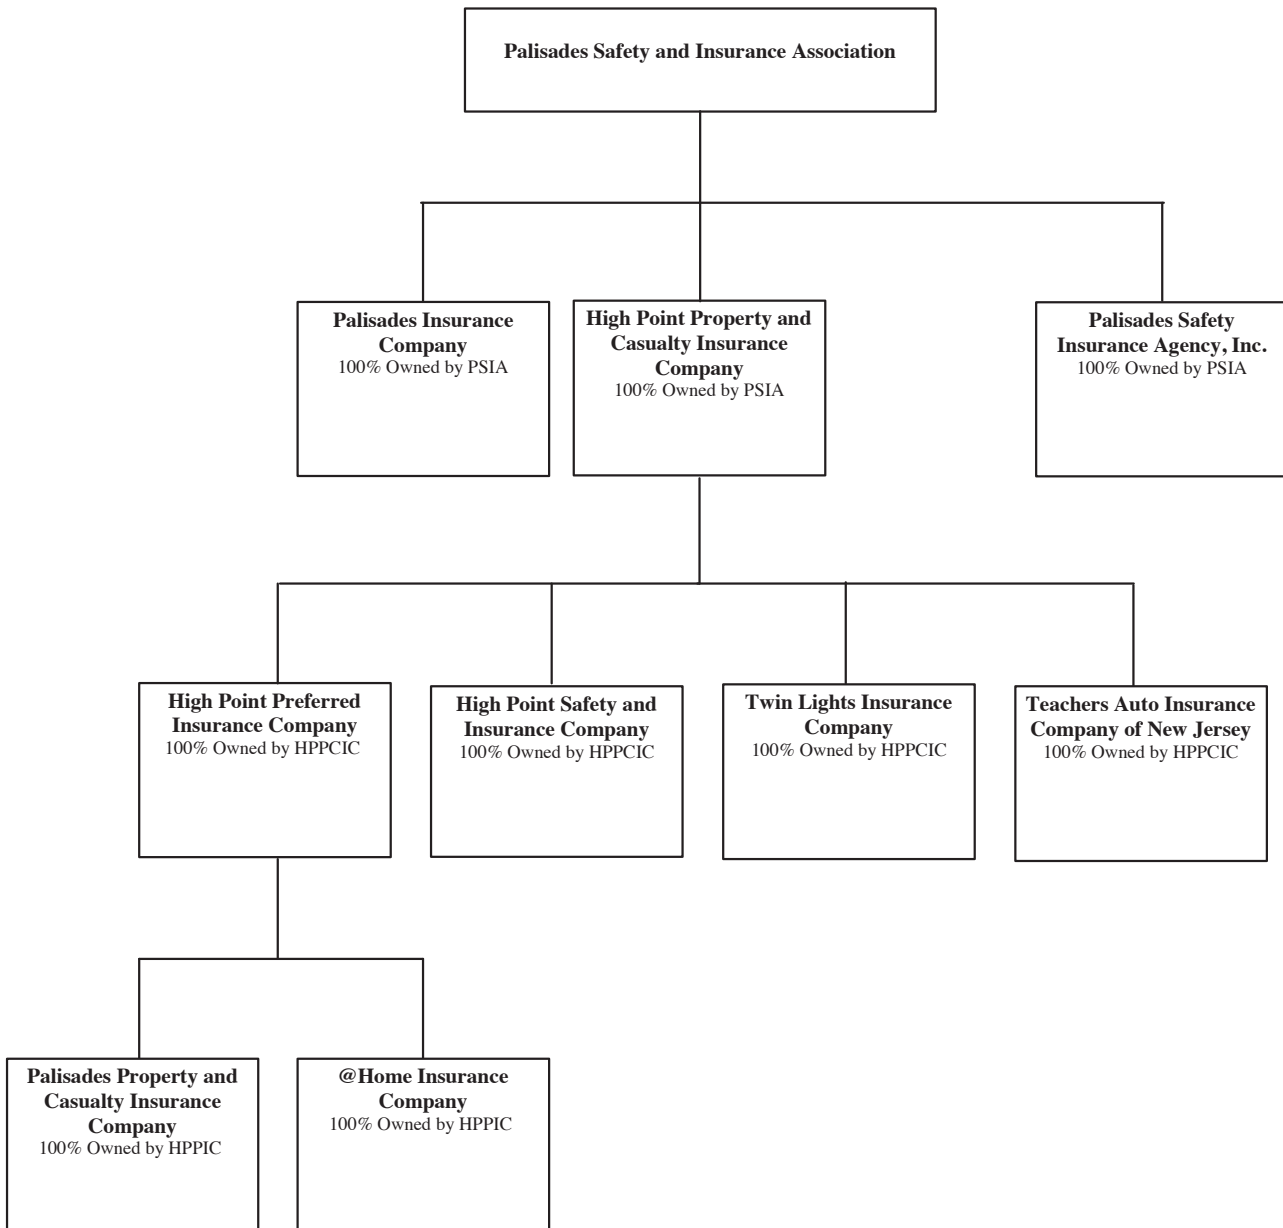 Palisades Safety and Insurance Association
Palisades Insurance
Company
100% Owned by PSIA
High Point Property and
Casualty Insurance
Company
100% Owned by PSIA
Palisades Safety
Insurance Agency, Inc.
100% Owned by PSIA
High Point Preferred
Insurance Company
100% Owned by HPPCIC
High Point Safety and
Insurance Company
100% Owned by HPPCIC
Twin Lights Insurance
Company
100% Owned by HPPCIC
Teachers Auto Insurance
Company of New Jersey
100% Owned by HPPCIC
Palisades Property and
Casualty Insurance
Company
100% Owned by HPPIC
@Home Insurance
Company
100% Owned by HPPIC